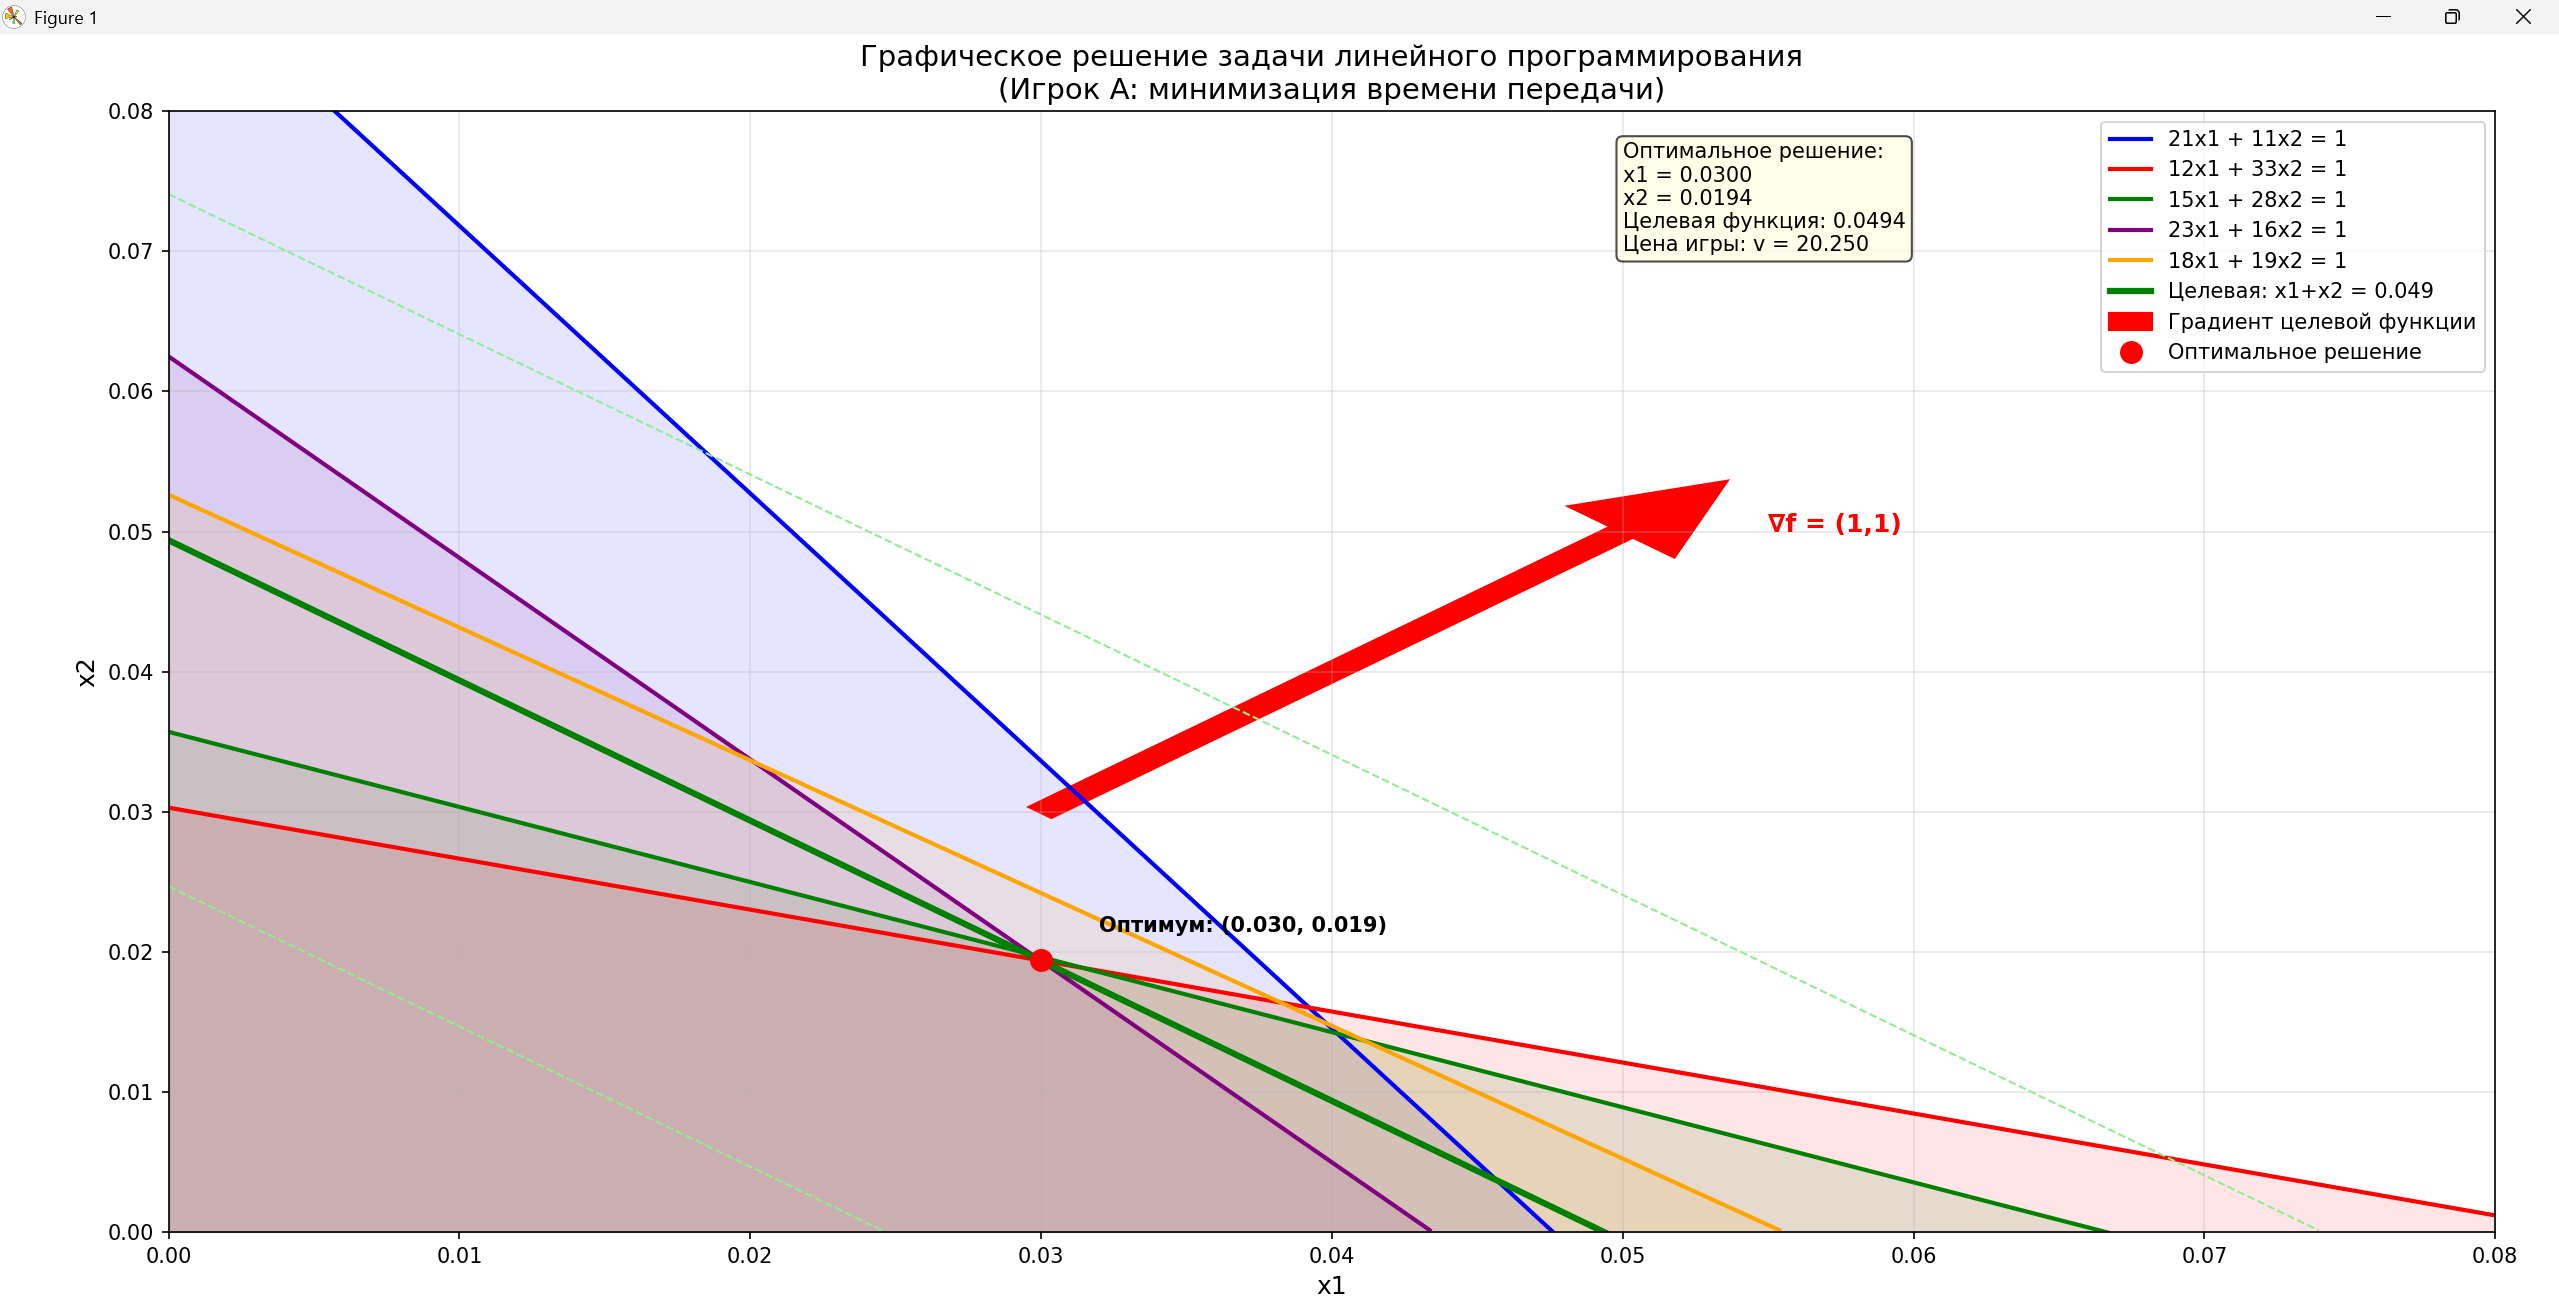 Figure 1
Графическое решение задачи линейного программирования
(Игрок А: минимизация времени передачи)
0.08
0.07
0.06
0.05
0.04
0.03
0.02
0.01
0.00
x2
Оптимальное решение:
x1 = 0.0300
x2 = 0.0194
Целевая функция: 0.0494
Цена игры: v = 20.250
21x1 + 11x2 = 1
12x1 + 33x2 = 1
15x1 + 28x2 = 1
23x1 + 16x2 = 1
18x1 + 19x2 = 1
Целевая: x1+x2 = 0.049
Градиент целевой функции
Оптимальное решение
∇f = (1,1)
Оптимум: (0.030, 0.019)
0.00 0.01 0.02 0.03 0.04 0.05 0.06 0.07 0.08
x1